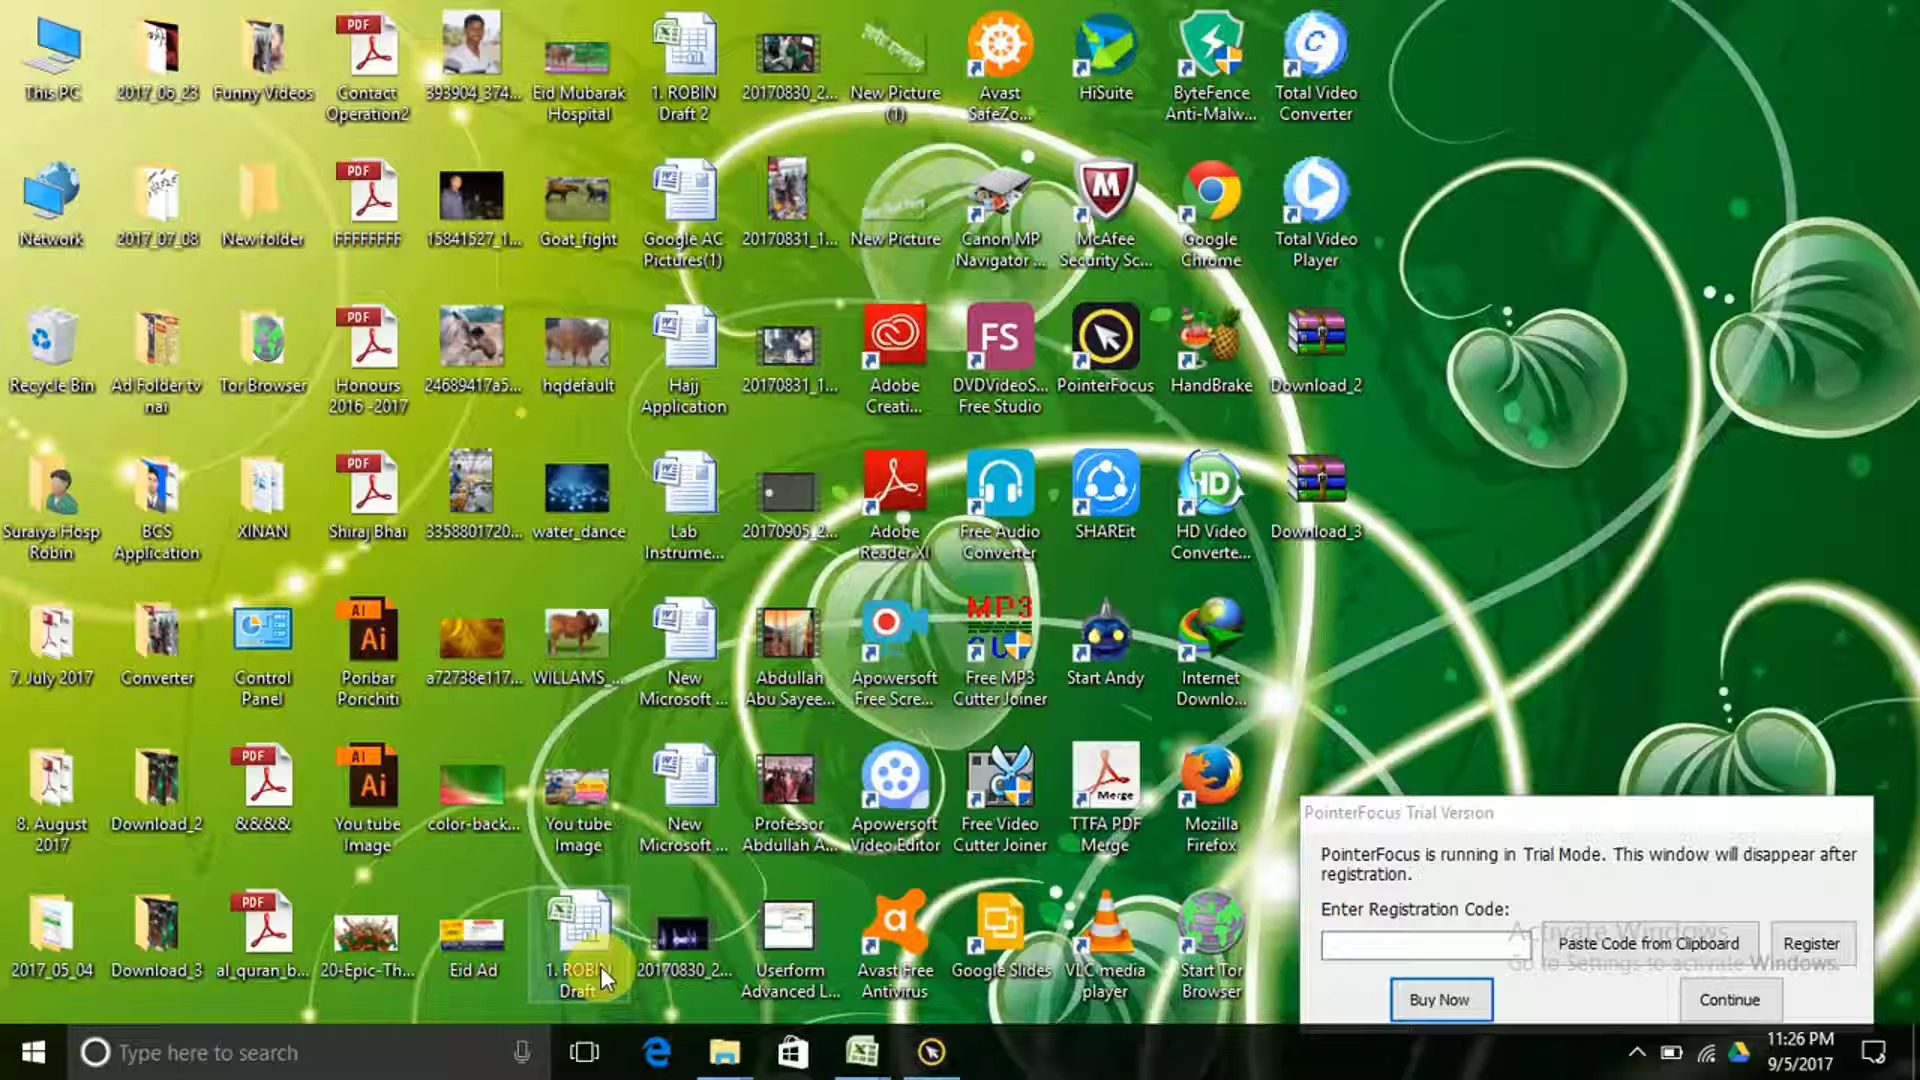 This PC
2017_06_23
Funny Videos
Contact
Operation2
393904_374...
Eid Mubarak
Hospital
1. ROBIN
Draft 2
20170830_2...
New Picture
(1)
Avast
SafeZo...
HiSuite
ByteFence
Anti-Malw...
Total Video
Converter
Network
2017_07_08
New folder
FFFFFFFF
15841527_1...
Goat_fight
Google AC
Pictures(1)
20170831_1...
New Picture
Canon MP
Navigator ...
McAfee
Security Sc...
Google
Chrome
Total Video
Player
Recycle Bin
Ad Folder tv
nai
Tor Browser
Honours
2016 -2017
24689417a5...
hqdefault
Hajj
Application
20170831_1...
Adobe
Creati...
DVDVideoS...
Free Studio
PointerFocus
HandBrake
Download_2
Suraiya Hosp
Robin
BCS
Application
XINAN
Shiraj Bhai
3358801720...
water_dance
Lab
Instrume...
20170905_2...
Adobe
Reader XI
Free Audio
Converter
SHAREit
HD Video
Converte...
Download_3
7. July 2017
Converter
Control
Panel
Poribar
Porichiti
a72738e117...
WILLAMS_...
New
Microsoft ...
Abdullah
Abu Sayee...
Apowersoft
Free Scre...
Free MP3
Cutter Joiner
Start Andy
Internet
Downlo...
8. August
2017
Download_2
&&&&&
You tube
Image
color-back...
You tube
Image
New
Microsoft ...
Professor
Abdullah A...
Apowersoft
Video Editor
Free Video
Cutter Joiner
TTFA PDF
Merge
Mozilla
Firefox
2017_05_04
Download_3
al_quran_b...
20-Epic-Th...
Eid Ad
1. ROBIN
Draft
20170830_2...
Userform
Advanced L...
Avast Free
Antivirus
Google Slides
VLC media
player
Start Tor
Browser
PointerFocus Trial Version
PointerFocus is running in Trial Mode. This window will disappear after
registration.
Enter Registration Code:
Paste Code from Clipboard
Register
Activate Windows
Go to Settings to activate Windows.
Buy Now
Continue
Type here to search
11:26 PM
9/5/2017